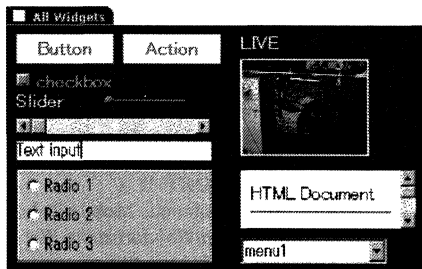 All Widgets
Button
Action
checkbox
Slider
Text input
Radio 1
Radio 2
Radio 3
LIVE
HTML Document
menu1